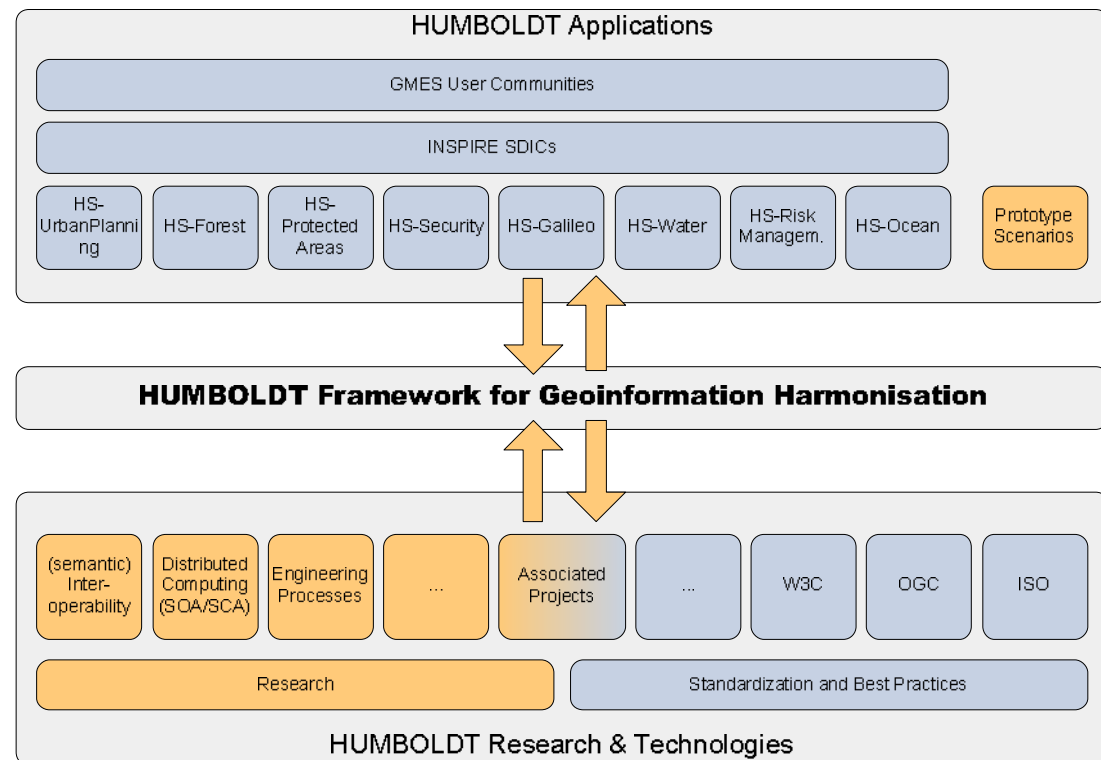 HUMBOLDT Applications
GMES User Communities
INSPIRE SDICs
HS-
UrbanPlanni
ng
HS-Forest
HS-
Protected
Areas
HS-Security
HS-Galileo
HS-Water
HS-Risk
Managem.
HS-Ocean
Prototype
Scenarios
HUMBOLDT Framework for Geoinformation Harmonisation
(semantic)
Inter-
operability
Distributed
Computing
(SOA/SCA)
Engineering
Processes
...
Associated
Projects
...
W3C
OGC
ISO
Research
Standardization and Best Practices
HUMBOLDT Research & Technologies